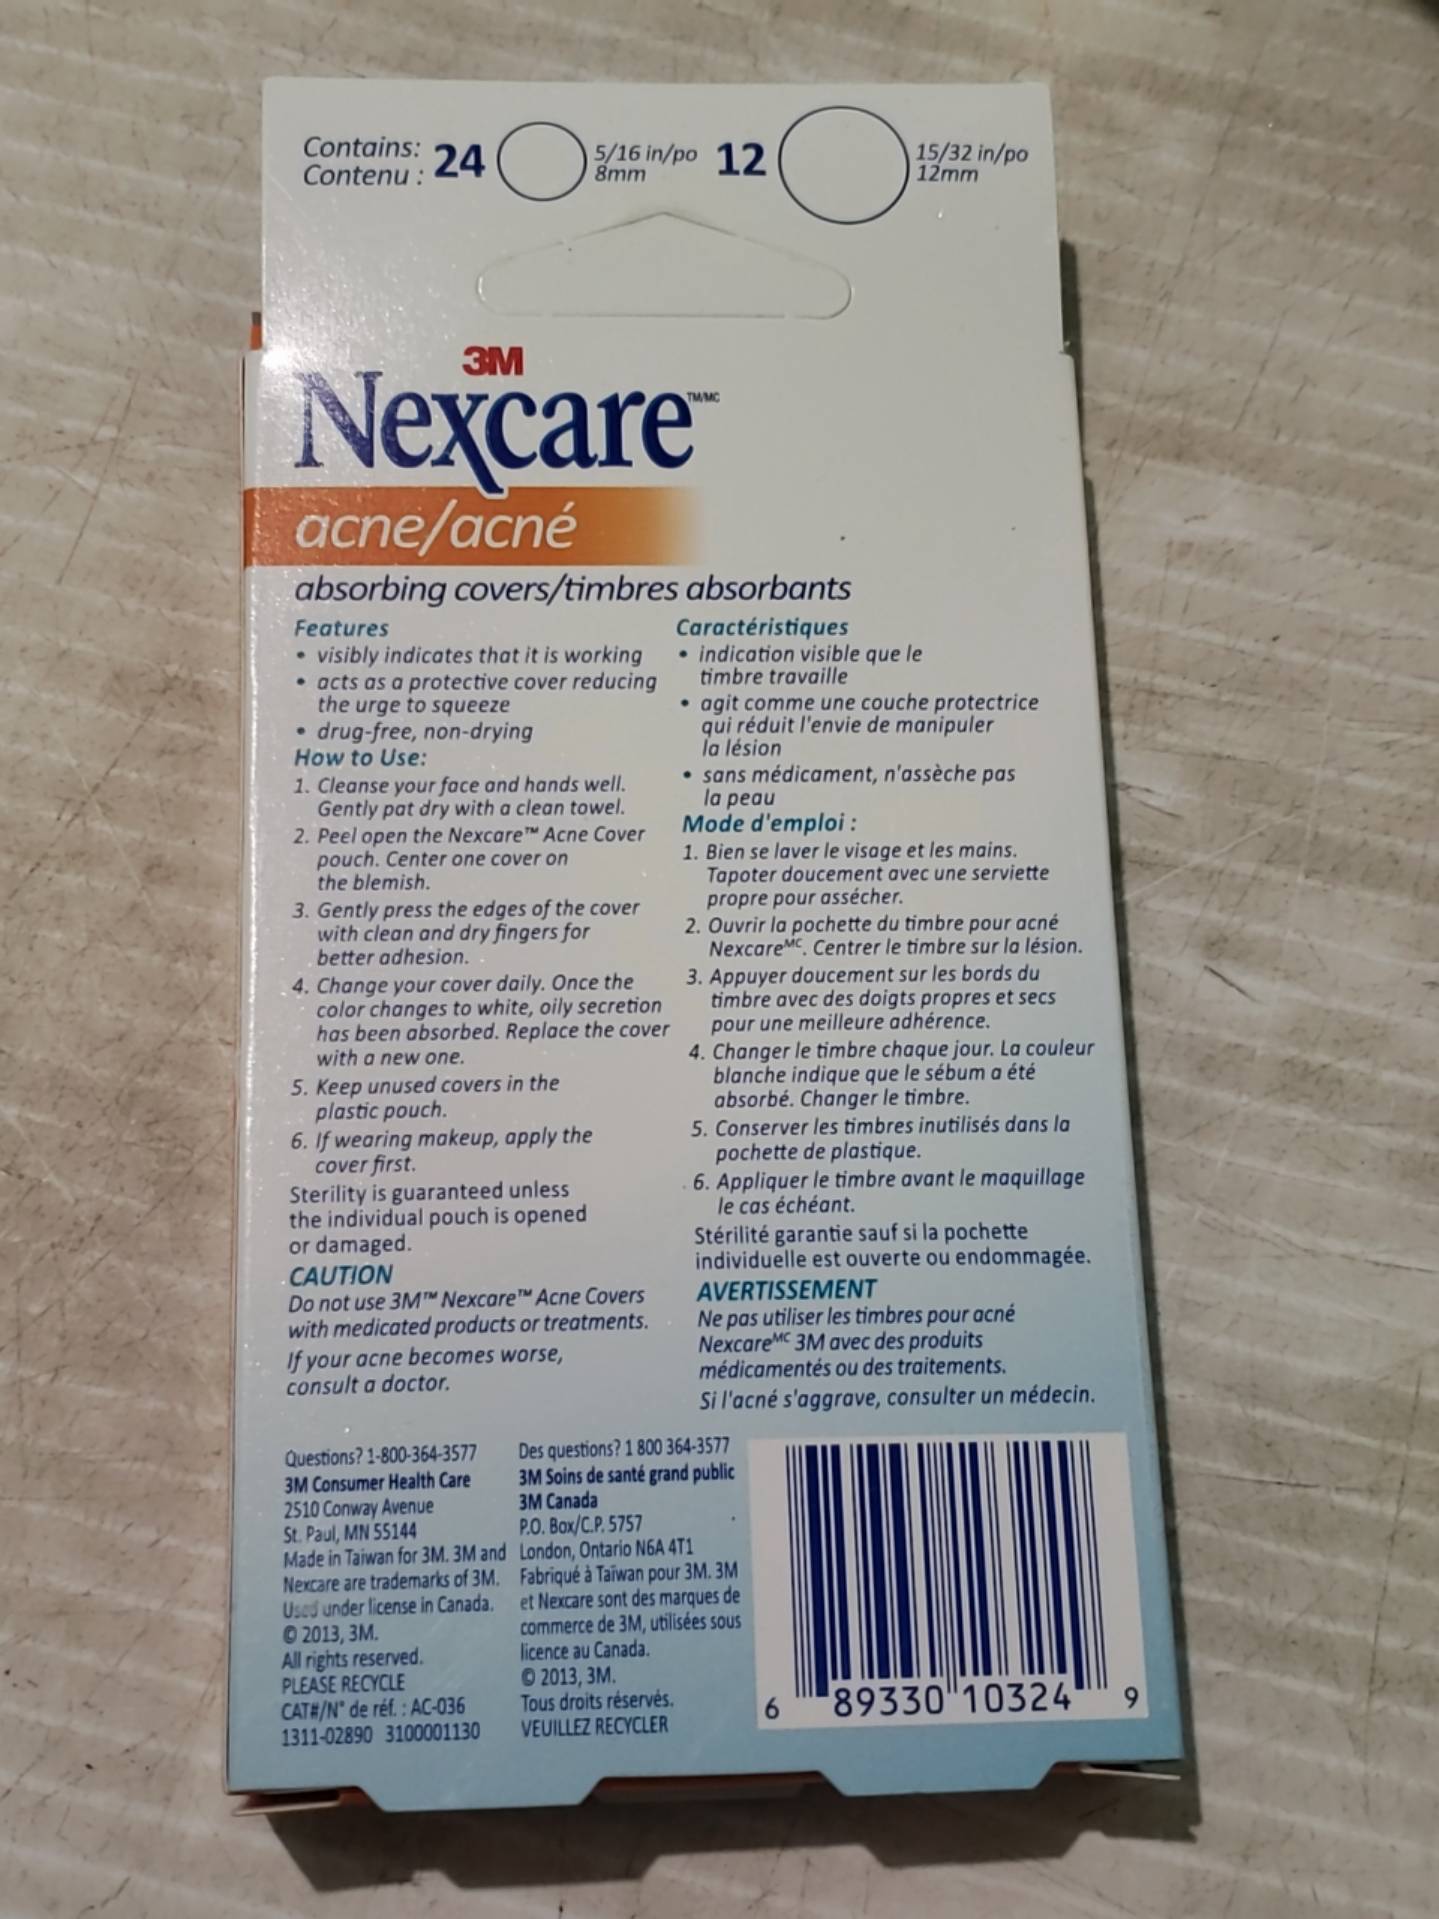 Contains: 24 5/16 in/po 12 15/32 in/po
Contenu : 8mm 12mm
3M
Nexcare TM/MC
acne/acné
absorbing covers/timbres absorbants
Features
• visibly indicates that it is working
• acts as a protective cover reducing
the urge to squeeze
• drug-free, non-drying
How to Use:
1. Cleanse your face and hands well.
Gently pat dry with a clean towel.
2. Peel open the Nexcare™ Acne Cover
pouch. Center one cover on
the blemish.
3. Gently press the edges of the cover
with clean and dry fingers for
better adhesion.
4. Change your cover daily. Once the
color changes to white, oily secretion
has been absorbed. Replace the cover
with a new one.
5. Keep unused covers in the
plastic pouch.
6. If wearing makeup, apply the
cover first.
Sterility is guaranteed unless
the individual pouch is opened
or damaged.
CAUTION
Do not use 3M™ Nexcare™ Acne Covers
with medicated products or treatments.
If your acne becomes worse,
consult a doctor.
Caractéristiques
• indication visible que le
timbre travaille
• agit comme une couche protectrice
qui réduit l'envie de manipuler
la lésion
• sans médicament, n'assèche pas
la peau
Mode d'emploi :
1. Bien se laver le visage et les mains.
Tapoter doucement avec une serviette
propre pour assécher.
2. Ouvrir la pochette du timbre pour acné
Nexcare MC. Centrer le timbre sur la lésion.
3. Appuyer doucement sur les bords du
timbre avec des doigts propres et secs
pour une meilleure adhérence.
4. Changer le timbre chaque jour. La couleur
blanche indique que le sébum a été
absorbé. Changer le timbre.
5. Conserver les timbres inutilisés dans la
pochette de plastique.
6. Appliquer le timbre avant le maquillage
le cas échéant.
Stérilité garantie sauf si la pochette
individuelle est ouverte ou endommagée.
AVERTISSEMENT
Ne pas utiliser les timbres pour acné
Nexcare MC 3M avec des produits
médicamentés ou des traitements.
Si l'acné s'aggrave, consulter un médecin.
Questions? 1-800-364-3577
3M Consumer Health Care
2510 Conway Avenue
St. Paul, MN 55144
Made in Taiwan for 3M. 3M and
Nexcare are trademarks of 3M.
Used under license in Canada.
© 2013, 3M.
All rights reserved.
PLEASE RECYCLE
CAT#/N° de réf. : AC-036
1311-02890 3100001130
Des questions? 1 800 364-3577
3M Soins de santé grand public
3M Canada
P.O. Box/C.P. 5757
London, Ontario N6A 4T1
Fabriqué à Taïwan pour 3M. 3M
et Nexcare sont des marques de
commerce de 3M, utilisées sous
licence au Canada.
© 2013, 3M.
Tous droits réservés.
VEUILLEZ RECYCLER
6 89330 10324 9